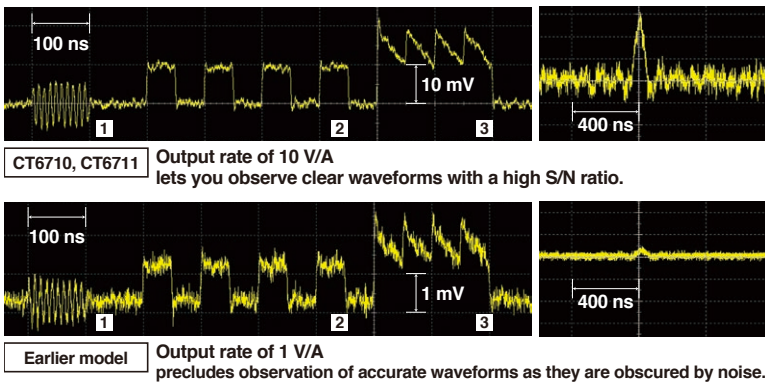 100 ns
10 mV
1
2
3
400 ns
CT6710, CT6711
Output rate of 10 V/A
lets you observe clear waveforms with a high S/N ratio.
100 ns
1 mV
1
2
3
400 ns
Earlier model
Output rate of 1 V/A
precludes observation of accurate waveforms as they are obscured by noise.